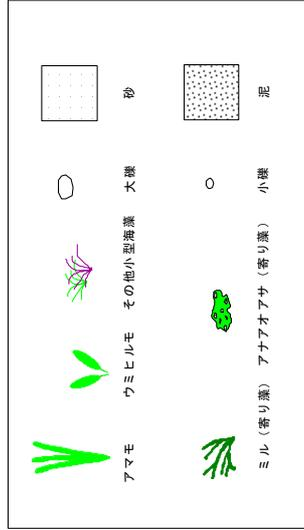 アマモ
ウミヒルモ
その他小型海藻
大礫
砂
ミル（寄り藻）
アナアオアサ（寄り藻）
小礫
泥